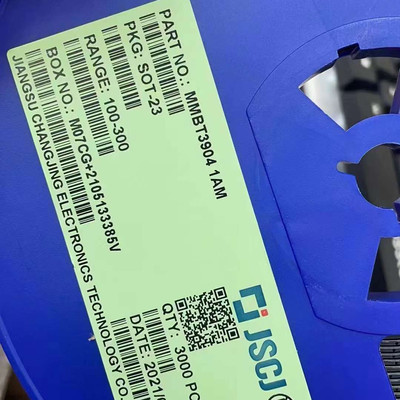 PART NO.: MMBT3904 1AM
PKG: SOT-23
RANGE: 100-300
BOX NO.: M07CG+2105133385V
QTY: 3000 PC
DATE: 2021/
JIANGSU CHANGJING ELECTRONICS TECHNOLOGY CO.
JSCJ